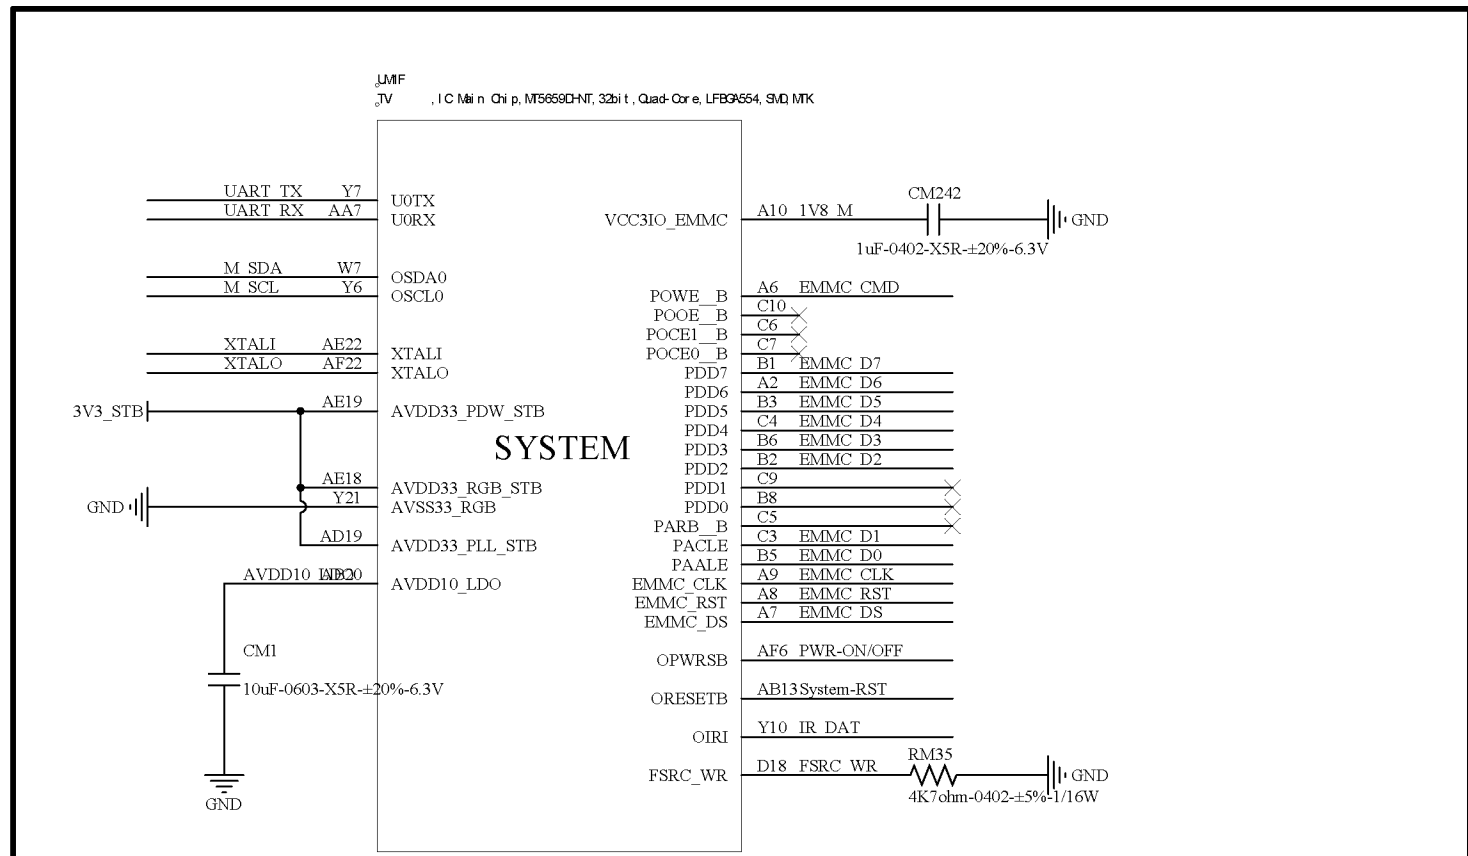 UM1F
TV , IC Main Chip, MT5659DHNT, 32bit, Quad-Core, LFBGA554, SMD, MTK
UART_TX Y7 U0TX
UART_RX AA7 U0RX
VCC3IO_EMMC A10 1V8_M
CM242
GND
1uF-0402-X5R-±20%-6.3V
M_SDA W7 OSDA0
M_SCL Y6 OSCL0
POWE__B A6 EMMC_CMD
POOE__B C10
POCE1__B C6
XTALI AE22 XTALI
POCE0__B C7
XTALO AF22 XTALO
PDD7 B1 EMMC_D7
PDD6 A2 EMMC_D6
3V3_STB AE19 AVDD33_PDW_STB
PDD5 B3 EMMC_D5
PDD4 C4 EMMC_D4
SYSTEM
PDD3 B6 EMMC_D3
PDD2 B2 EMMC_D2
AE18 AVDD33_RGB_STB
PDD1 C9
GND Y21 AVSS33_RGB
PDD0 B8
PARB__B C5
AD19 AVDD33_PLL_STB
PACLE C3 EMMC_D1
PAALE B5 EMMC_D0
AVDD10_LDO AVDD10_LDO
EMMC_CLK A9 EMMC_CLK
EMMC_RST A8 EMMC_RST
EMMC_DS A7 EMMC_DS
CM1
10uF-0603-X5R-±20%-6.3V
GND
OPWRSB AF6 PWR-ON/OFF
ORESETB AB13 System-RST
OIRI Y10 IR_DAT
FSRC_WR D18 FSRC_WR
RM35
GND
4K7ohm-0402-±5%-1/16W